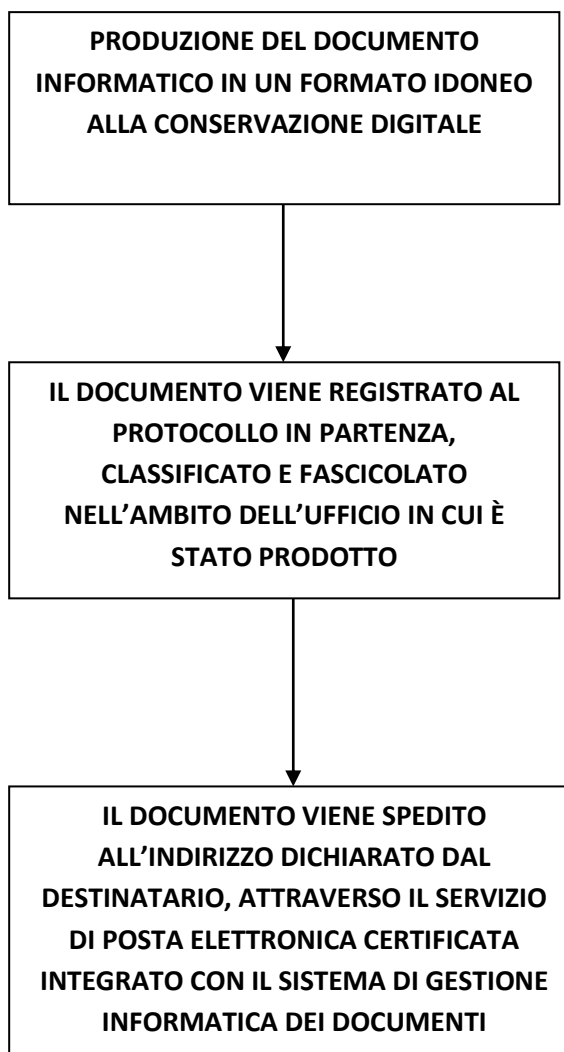 PRODUZIONE DEL DOCUMENTO
INFORMATICO IN UN FORMATO IDONEO
ALLA CONSERVAZIONE DIGITALE
IL DOCUMENTO VIENE REGISTRATO AL
PROTOCOLLO IN PARTENZA,
CLASSIFICATO E FASCICOLATO
NELL’AMBITO DELL’UFFICIO IN CUI È
STATO PRODOTTO
IL DOCUMENTO VIENE SPEDITO
ALL’INDIRIZZO DICHIARATO DAL
DESTINATARIO, ATTRAVERSO IL SERVIZIO
DI POSTA ELETTRONICA CERTIFICATA
INTEGRATO CON IL SISTEMA DI GESTIONE
INFORMATICA DEI DOCUMENTI